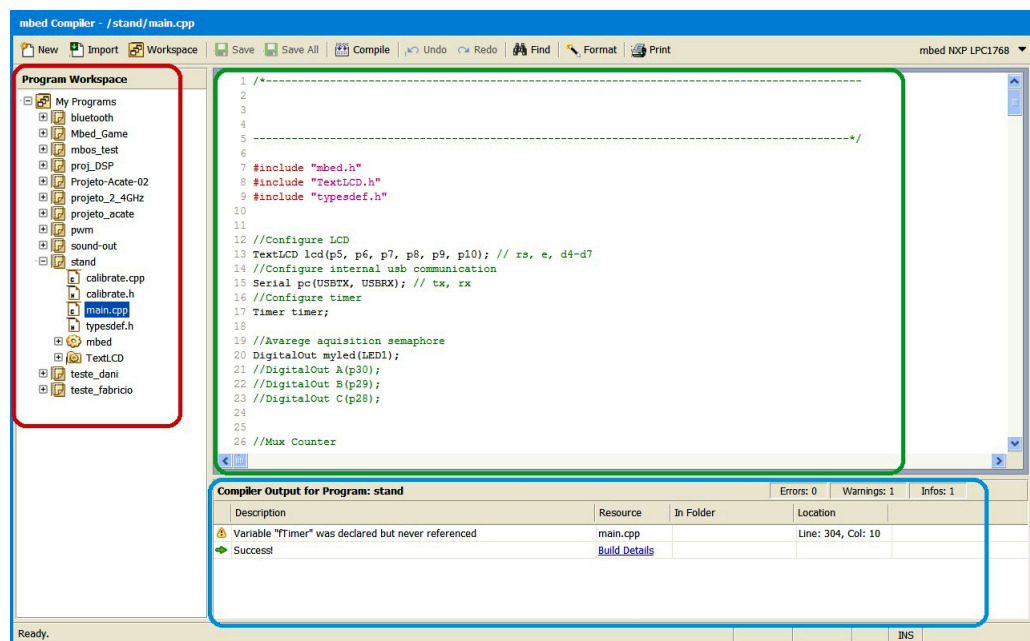 mbed Compiler - /stand/main.cpp
New Import Workspace Save Save All Compile Undo Redo Find Format Print mbed NXP LPC1768
Program Workspace
My Programs
bluetooth
Mbed_Game
mbos_test
proj_DSP
Projeto-Acate-02
projeto_2_4GHz
projeto_acate
pwm
sound-out
stand
calibrate.cpp
calibrate.h
main.cpp
typesdef.h
mbed
TextLCD
teste_dani
teste_fabricio
1 /*--------------------------------------------------------------------------------------------
2
3
4
5 --------------------------------------------------------------------------------------------*/
6
7 #include "mbed.h"
8 #include "TextLCD.h"
9 #include "typesdef.h"
10
11
12 //Configure LCD
13 TextLCD lcd(p5, p6, p7, p8, p9, p10); // rs, e, d4-d7
14 //Configure internal usb communication
15 Serial pc(USBTX, USBRX); // tx, rx
16 //Configure timer
17 Timer timer;
18
19 //Avarege aquisition semaphore
20 DigitalOut myled(LED1);
21 //DigitalOut A(p30);
22 //DigitalOut B(p29);
23 //DigitalOut C(p28);
24
25
26 //Mux Counter
Compiler Output for Program: stand Errors: 0 Warnings: 1 Infos: 1
Description Resource In Folder Location
Variable "fTimer" was declared but never referenced main.cpp Line: 304, Col: 10
Success! Build Details
Ready. INS